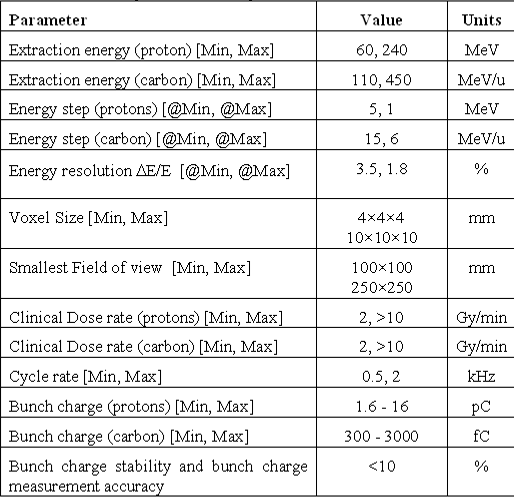 Parameter Value Units
Extraction energy (proton) [Min, Max] 60, 240 MeV
Extraction energy (carbon) [Min, Max] 110, 450 MeV/u
Energy step (protons) [@Min, @Max] 5, 1 MeV
Energy step (carbon) [@Min, @Max] 15, 6 MeV/u
Energy resolution ΔE/E [@Min, @Max] 3.5, 1.8 %
Voxel Size [Min, Max] 4×4×4 mm
10×10×10
Smallest Field of view [Min, Max] 100×100 mm
250×250
Clinical Dose rate (protons) [Min, Max] 2, >10 Gy/min
Clinical Dose rate (carbon) [Min, Max] 2, >10 Gy/min
Cycle rate [Min, Max] 0.5, 2 kHz
Bunch charge (protons) [Min, Max] 1.6 - 16 pC
Bunch charge (carbon) [Min, Max] 300 - 3000 fC
Bunch charge stability and bunch charge <10 %
measurement accuracy